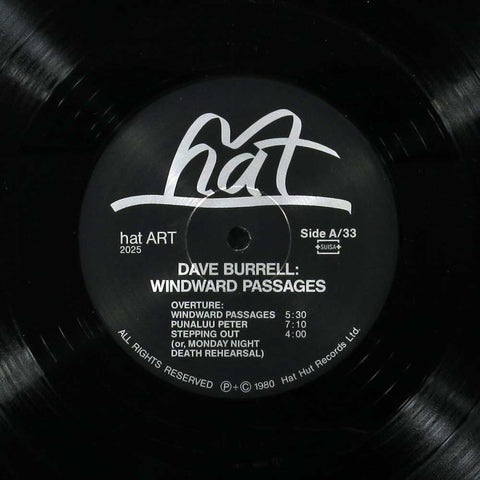 hat
hat ART
2025
Side A/33
SUISA
DAVE BURRELL:
WINDWARD PASSAGES
OVERTURE:
WINDWARD PASSAGES 5:30
PUNALUU PETER 7:10
STEPPING OUT 4:00
(or, MONDAY NIGHT
DEATH REHEARSAL)
ALL RIGHTS RESERVED Ⓟ+© 1980 Hat Hut Records Ltd.